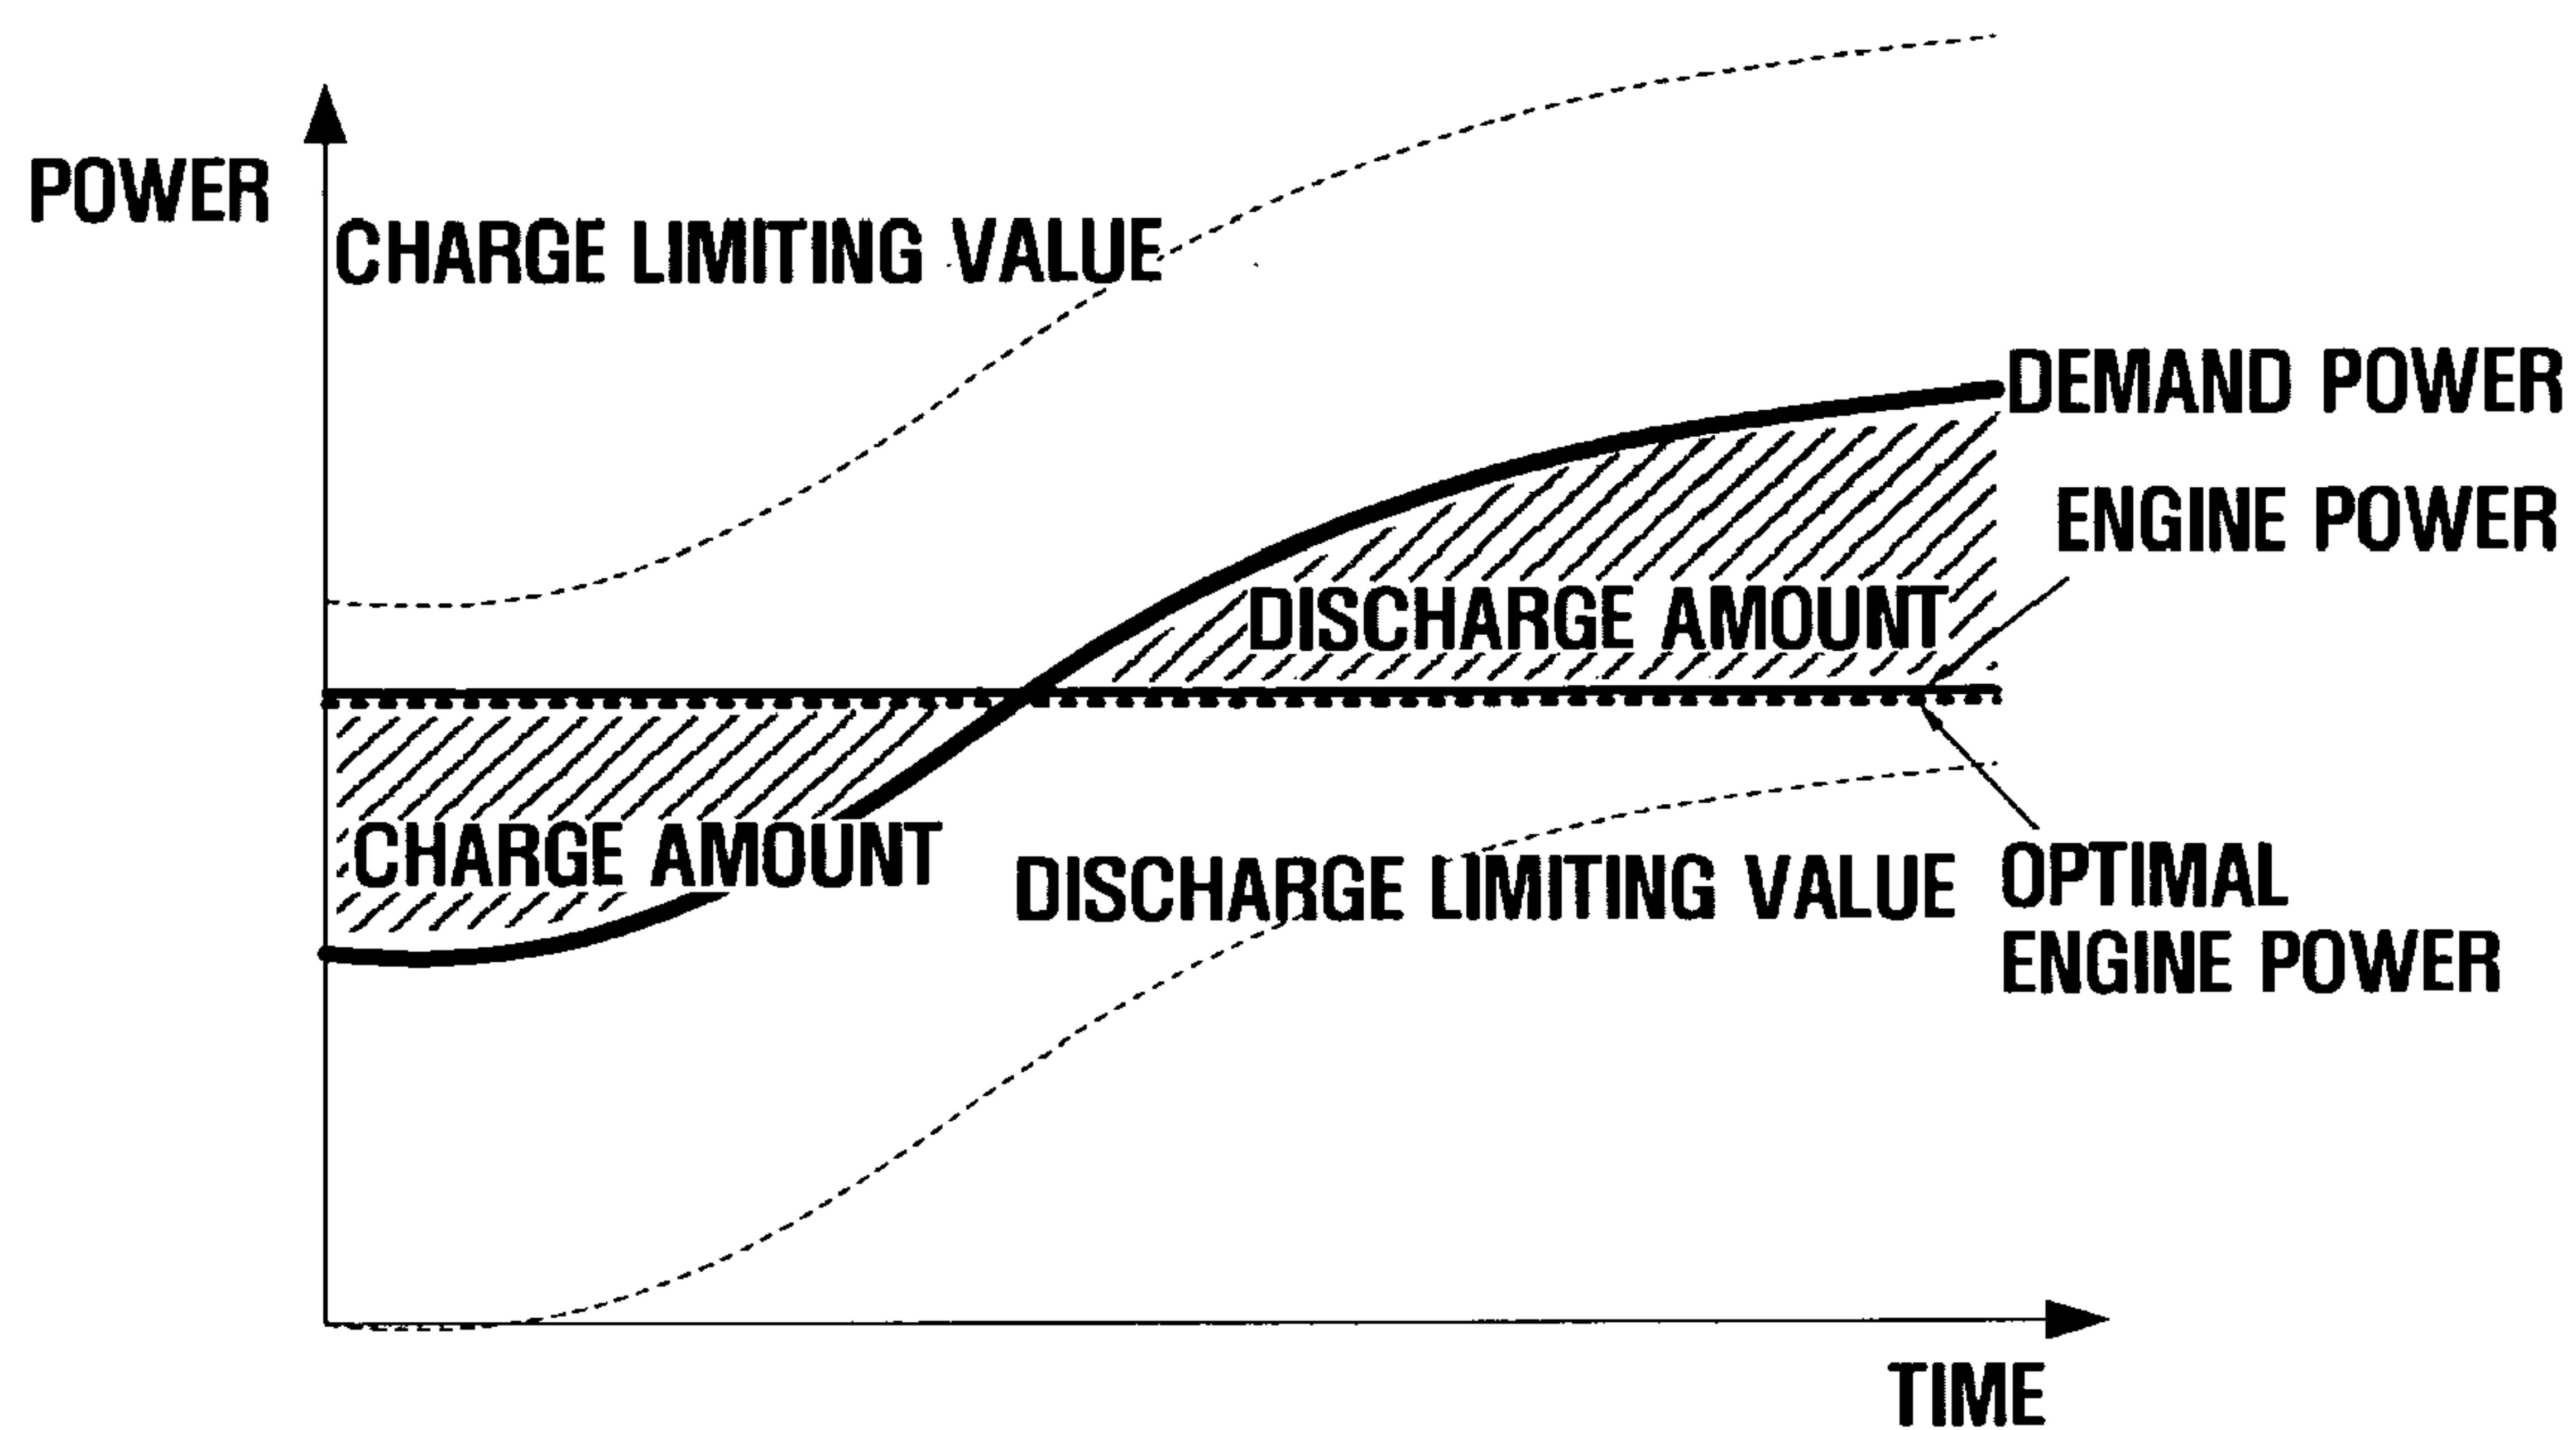 POWER
CHARGE LIMITING VALUE
DEMAND POWER
ENGINE POWER
DISCHARGE AMOUNT
CHARGE AMOUNT
DISCHARGE LIMITING VALUE
OPTIMAL
ENGINE POWER
TIME